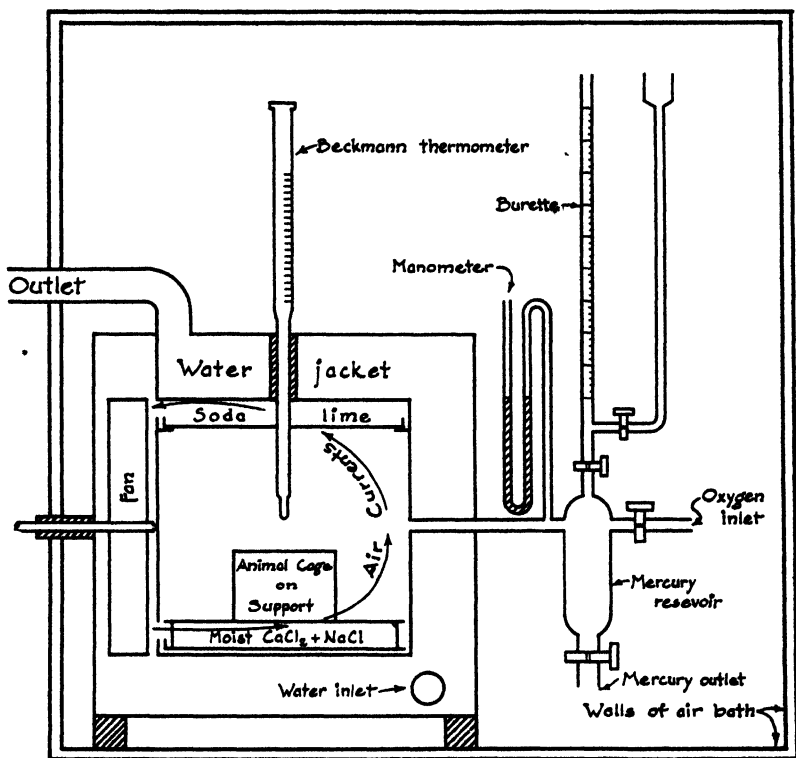 Beckmann thermometer
Burette
Manometer
Outlet
Water jacket
Soda lime
Fan
Air Currents
Oxygen
inlet
Animal Cage
on
Support
Mercury
reservoir
Moist CaCl₂ + NaCl
Water inlet
Mercury outlet
Walls of air bath